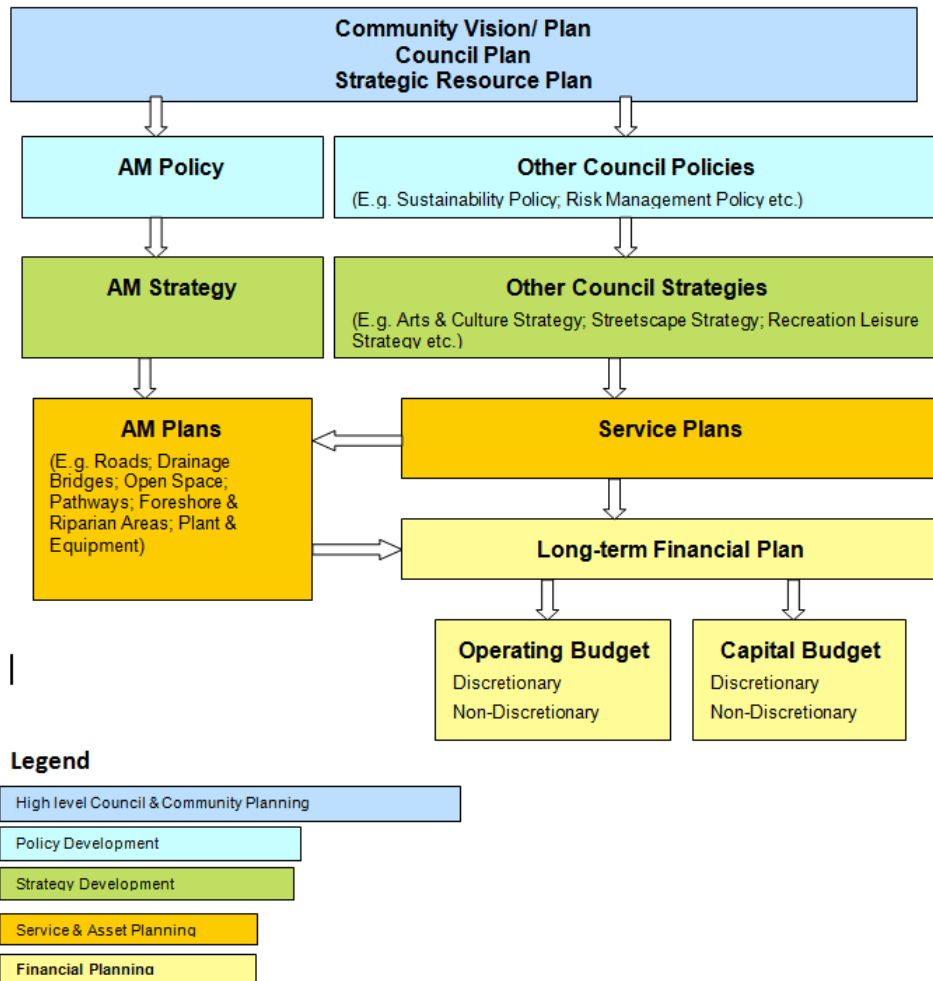 Community Vision/ Plan
Council Plan
Strategic Resource Plan
AM Policy
Other Council Policies
(E.g. Sustainability Policy; Risk Management Policy etc.)
AM Strategy
Other Council Strategies
(E.g. Arts & Culture Strategy; Streetscape Strategy; Recreation Leisure
Strategy etc.)
AM Plans
(E.g. Roads; Drainage
Bridges; Open Space;
Pathways; Foreshore &
Riparian Areas; Plant &
Equipment)
Service Plans
Long-term Financial Plan
Operating Budget
Discretionary
Non-Discretionary
Capital Budget
Discretionary
Non-Discretionary
Legend
High level Council & Community Planning
Policy Development
Strategy Development
Service & Asset Planning
Financial Planning